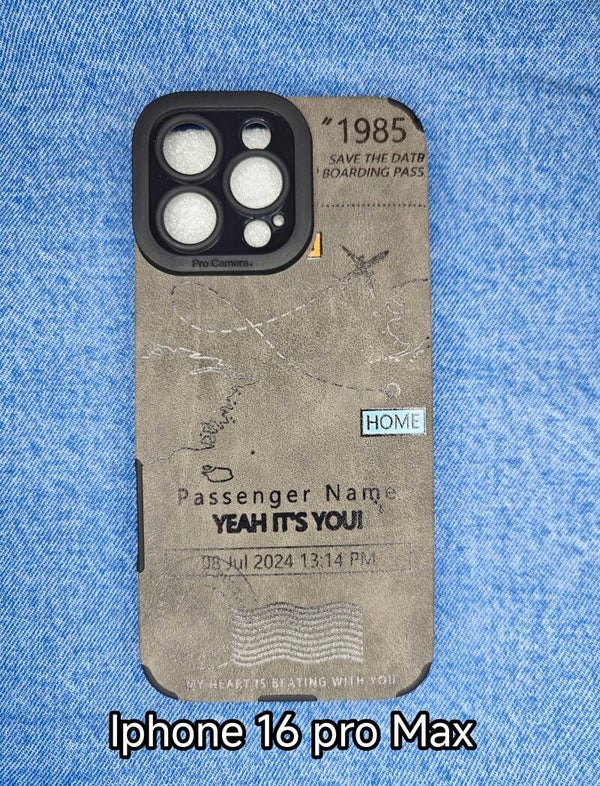 "1985
SAVE THE DATB
BOARDING PASS
Pro Camera.
HOME
Passenger Name
YEAH IT'S YOU!
08 Jul 2024 13:14 PM
MY HEART IS BEATING WITH YOU
Iphone 16 pro Max